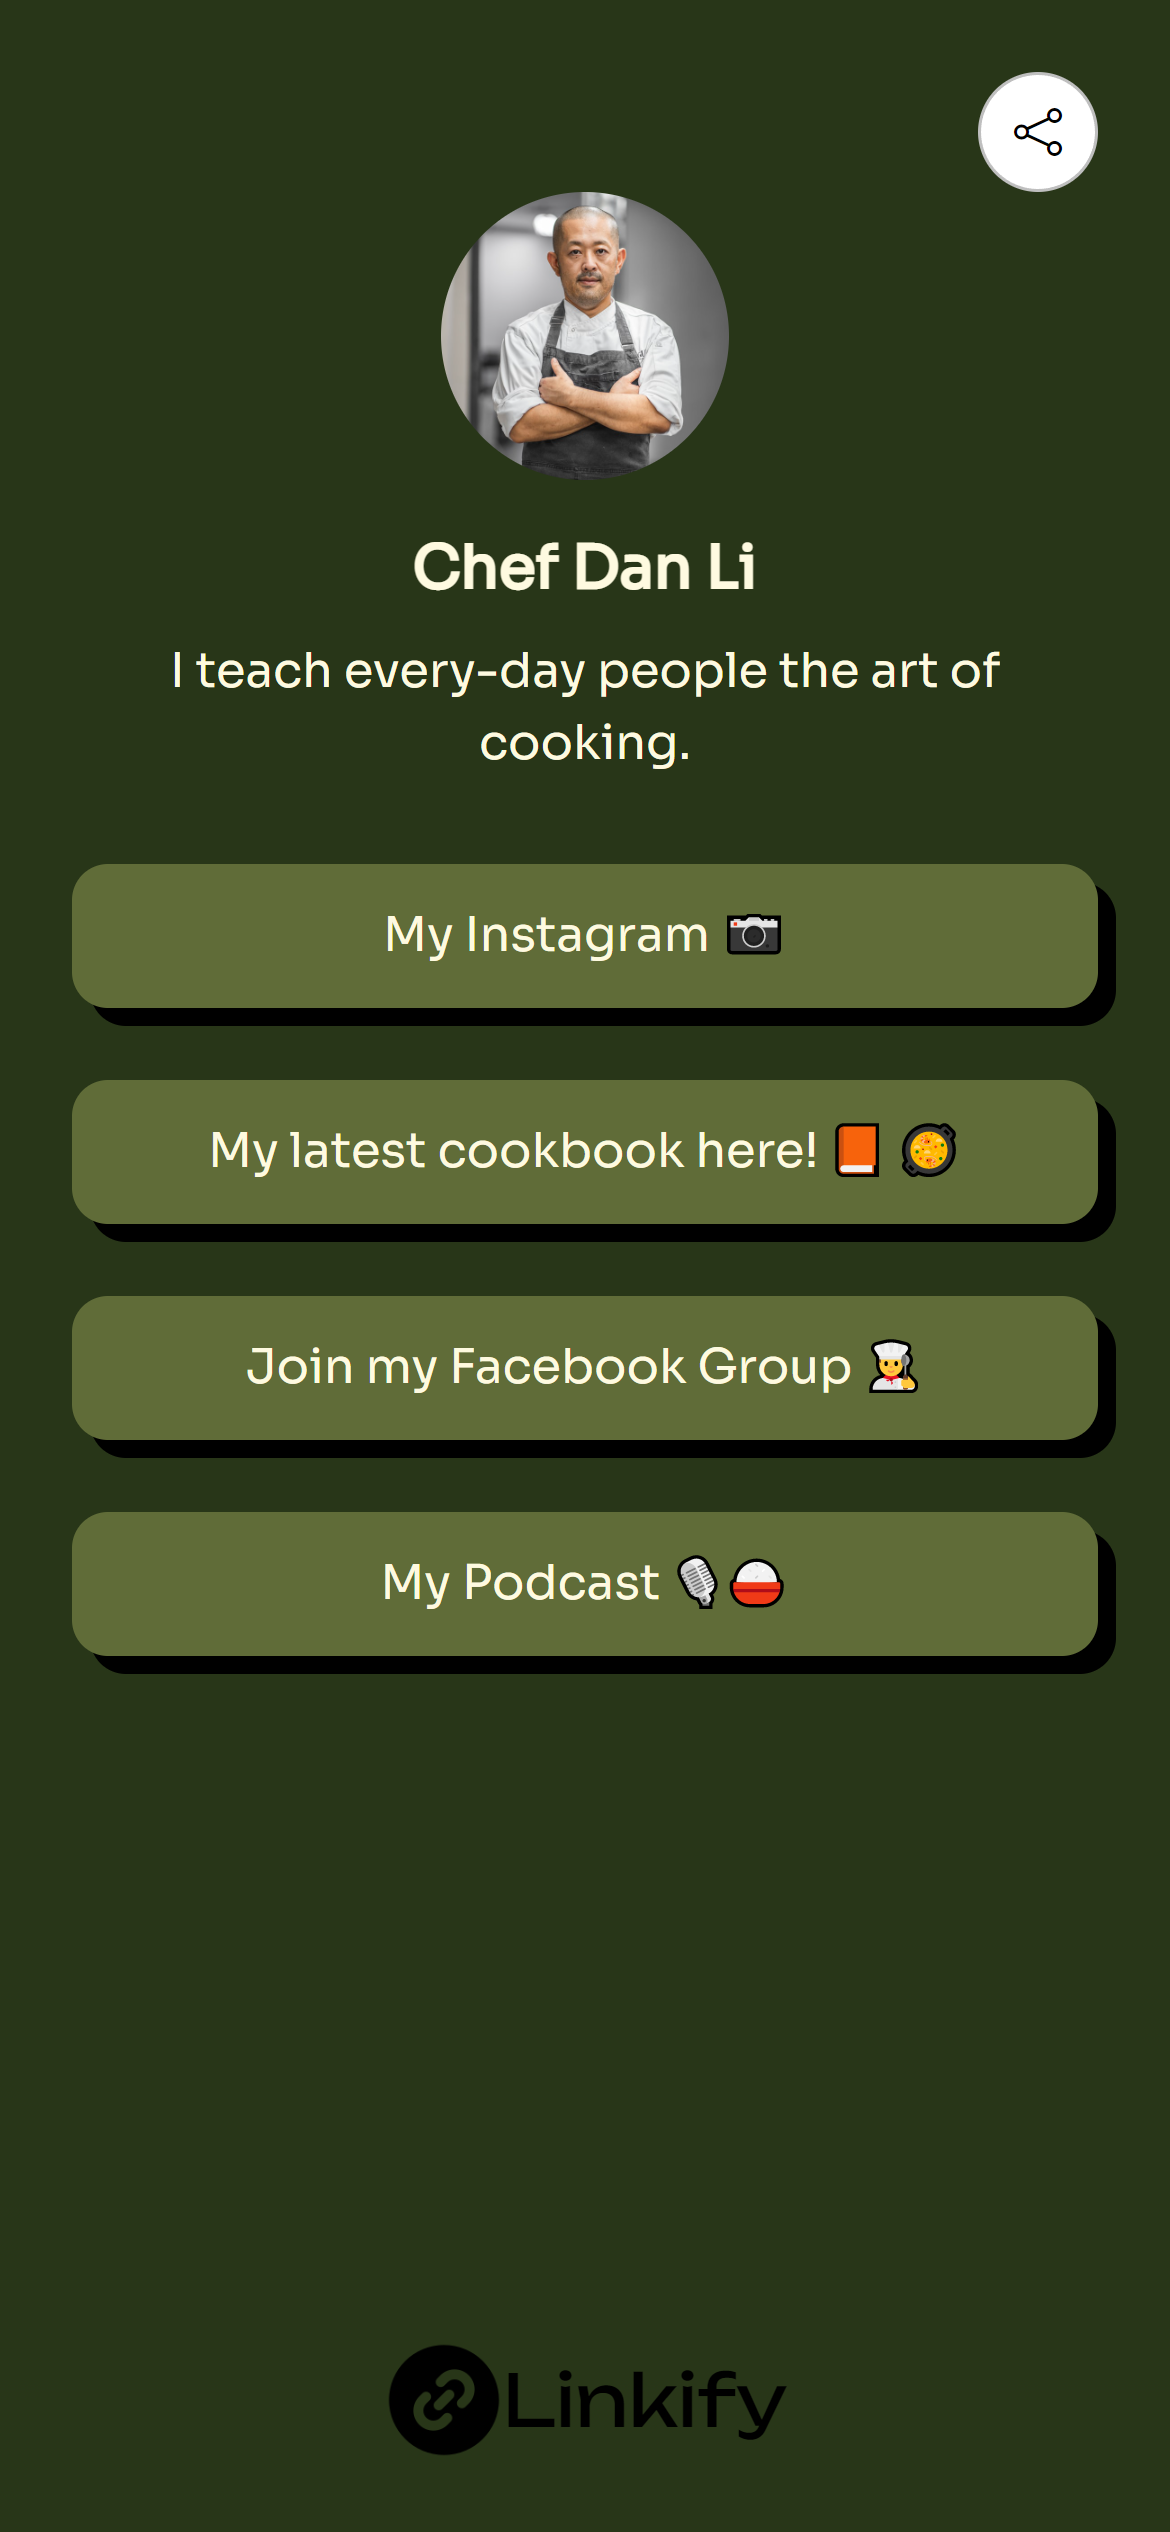 Chef Dan Li
I teach every-day people the art of
cooking.
My Instagram 📷
My latest cookbook here! 📙 🥘
Join my Facebook Group 👨‍🍳
My Podcast 🎙️🍚
Linkify